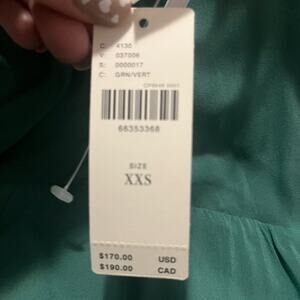 C: 4130
V: 037006
S: 0000017
C: GRN/VERT
66353368
SIZE
XXS
$170.00 USD
$190.00 CAD